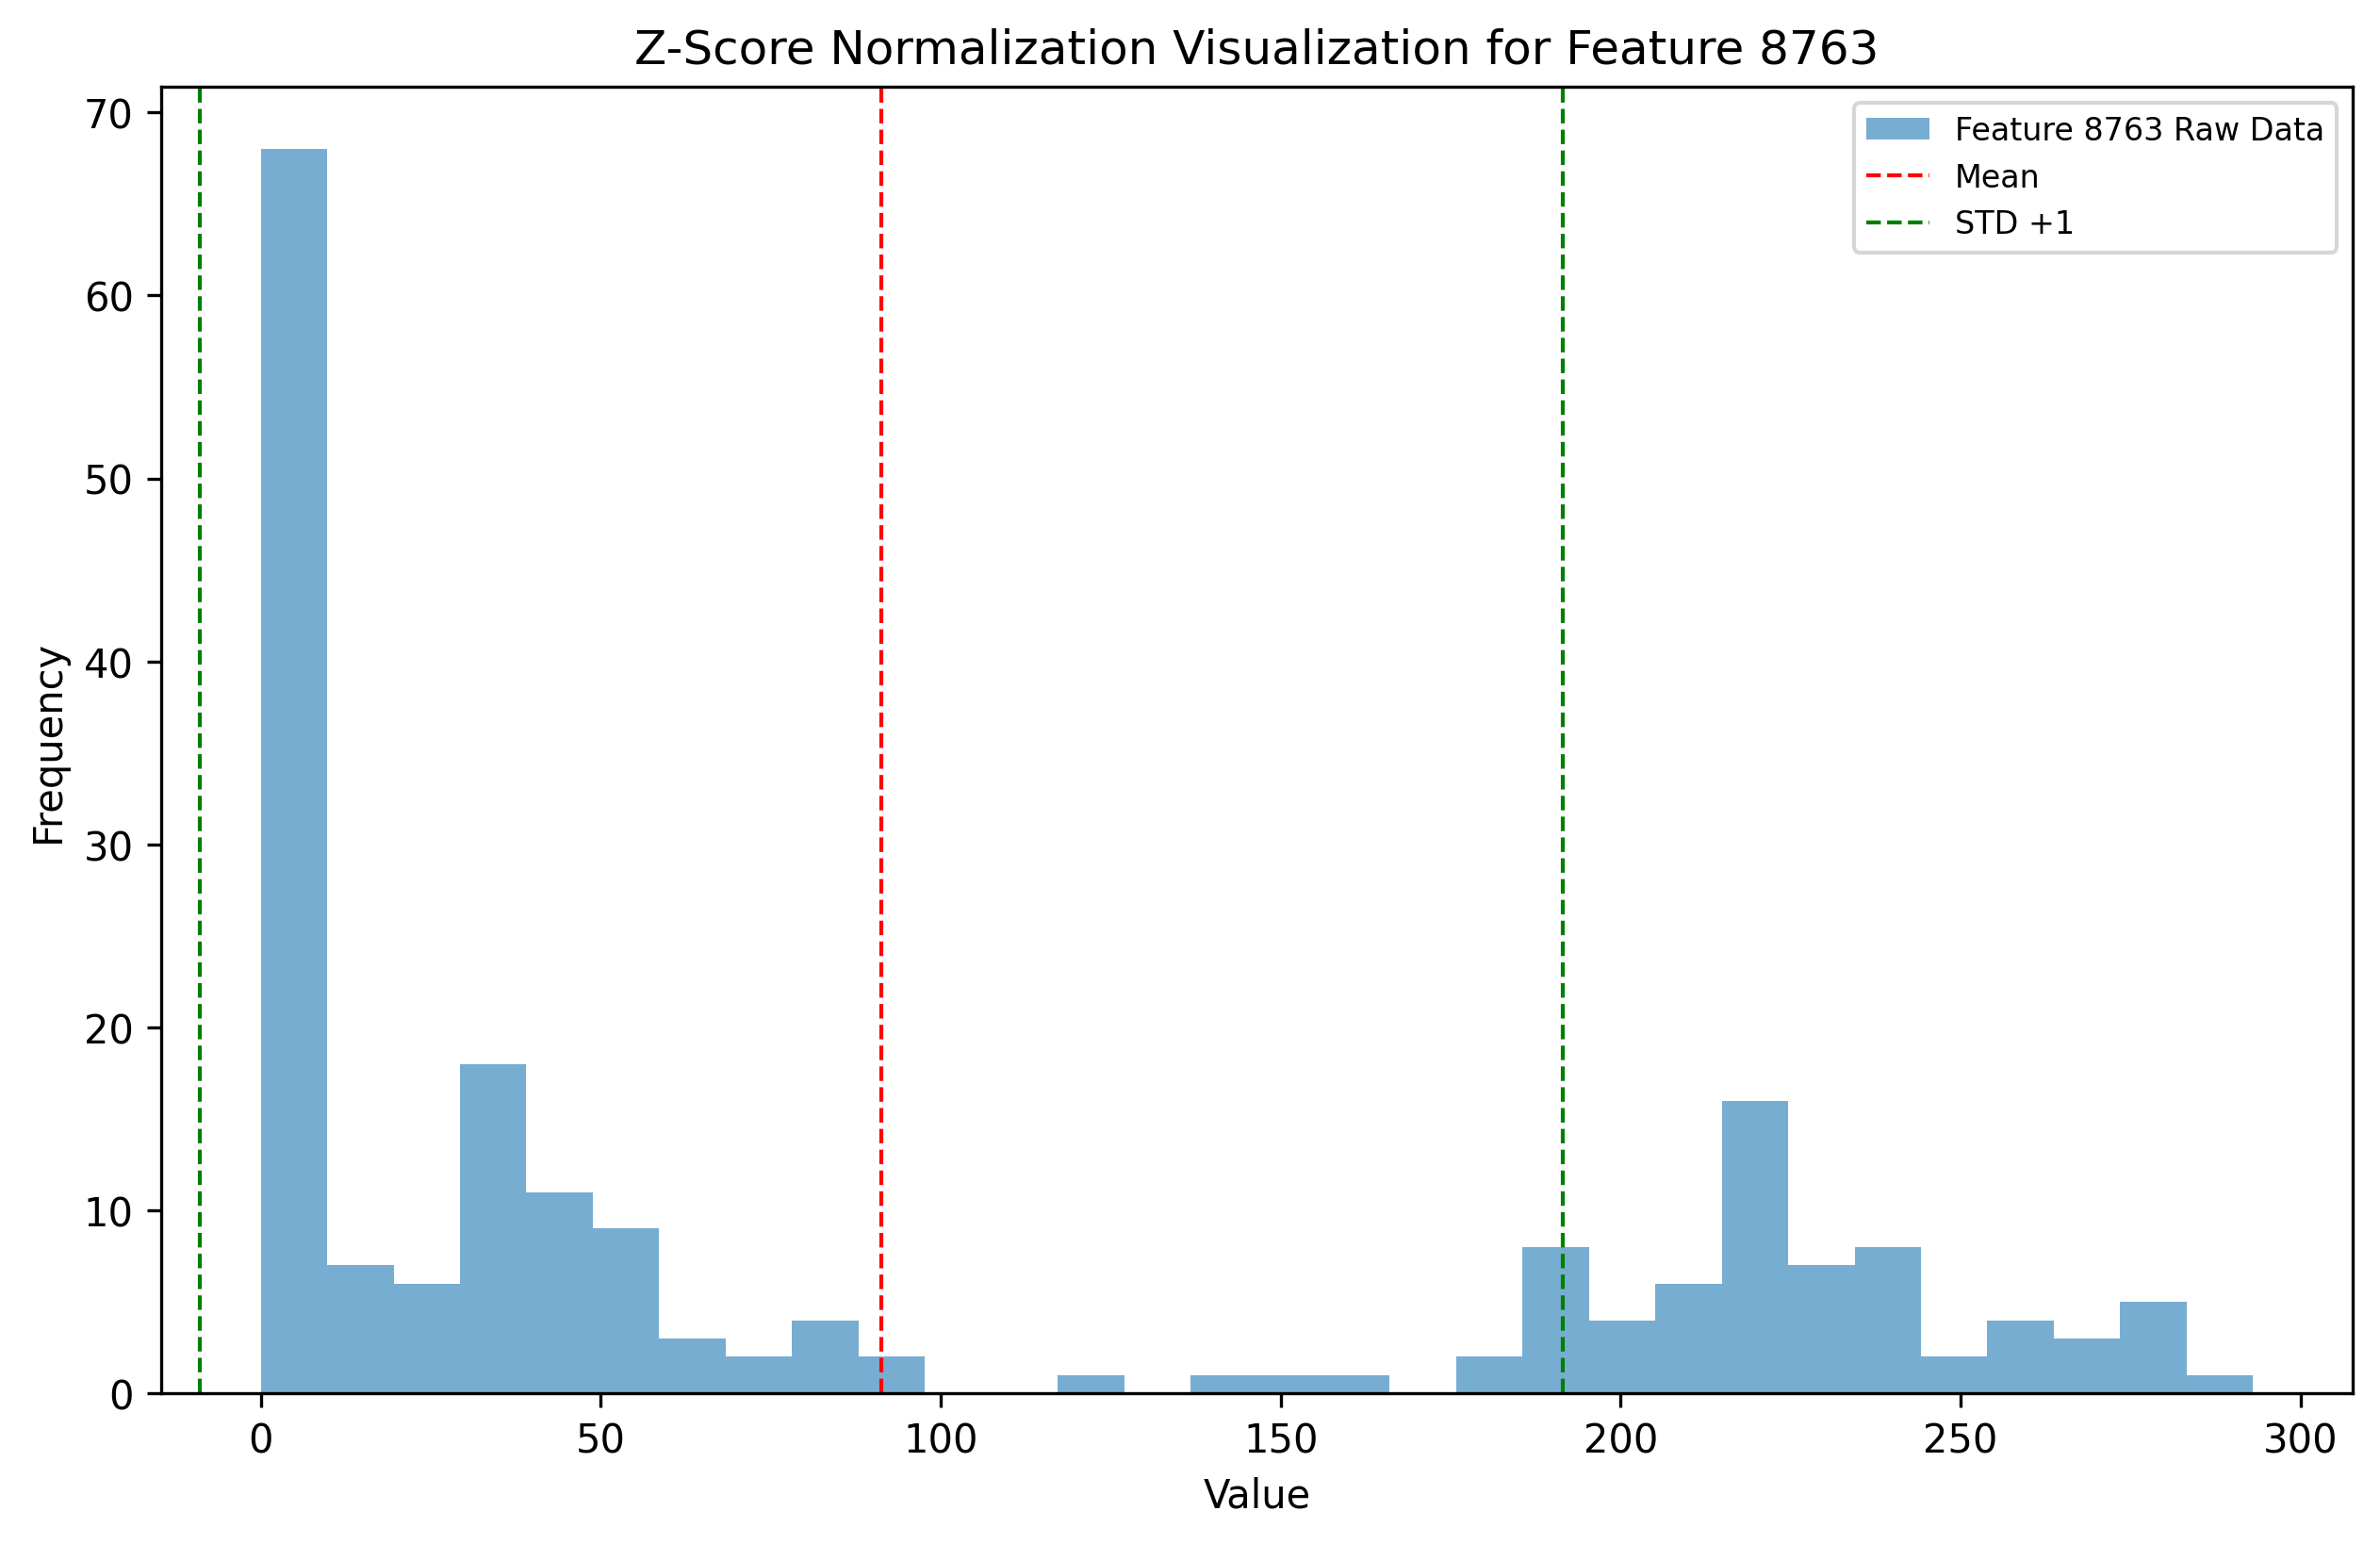 Z-Score Normalization Visualization for Feature 8763
Feature 8763 Raw Data
Mean
STD +1
70
60
50
40
30
20
10
0
Frequency
0 50 100 150 200 250 300
Value